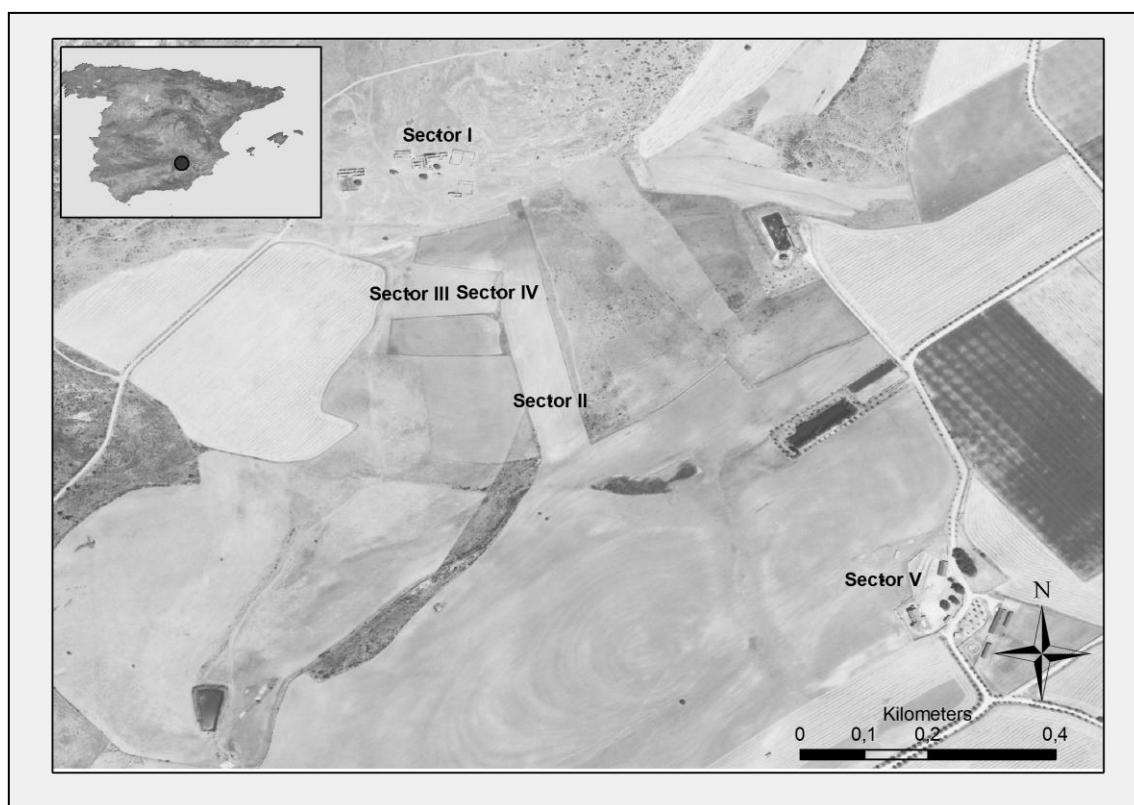 Sector I
Sector III
Sector IV
Sector II
Sector V
N
Kilometers
0 0,1 0,2 0,4